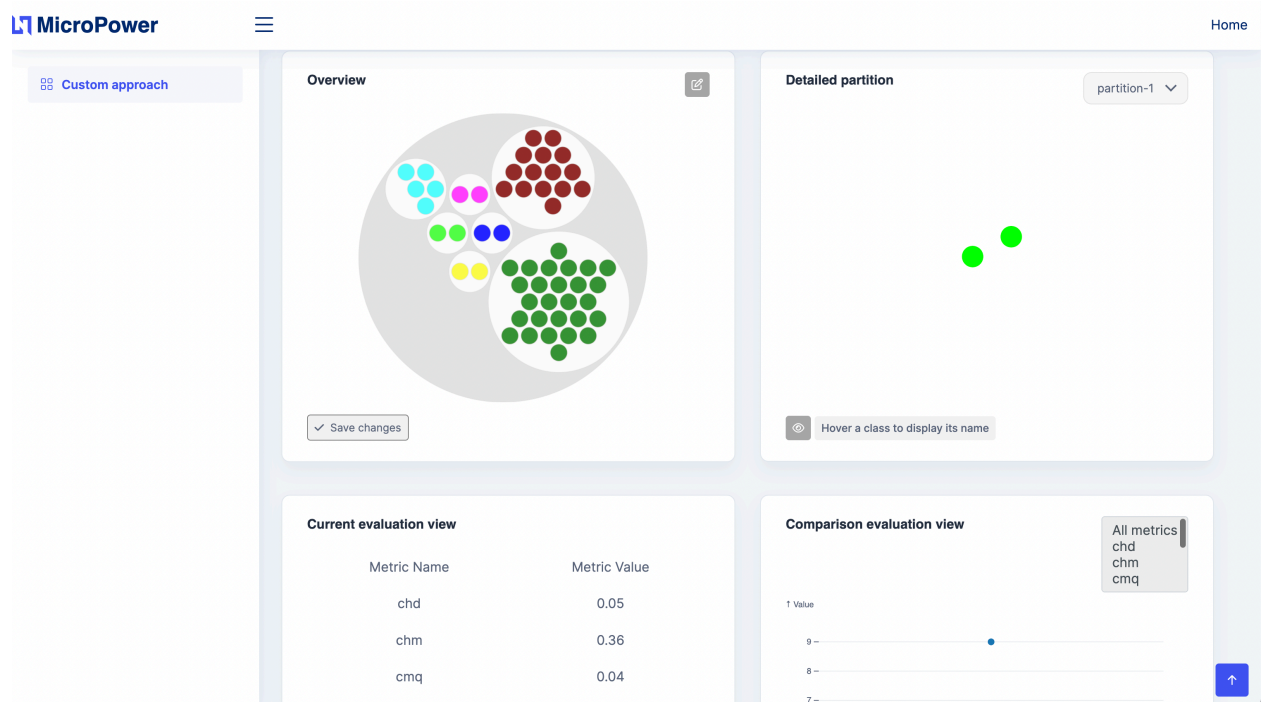 MicroPower
Home
Custom approach
Overview
Detailed partition
partition-1
Save changes
Hover a class to display its name
Current evaluation view
Metric Name Metric Value
chd 0.05
chm 0.36
cmq 0.04
Comparison evaluation view
All metrics
chd
chm
cmq
↑ Value
9
8
7